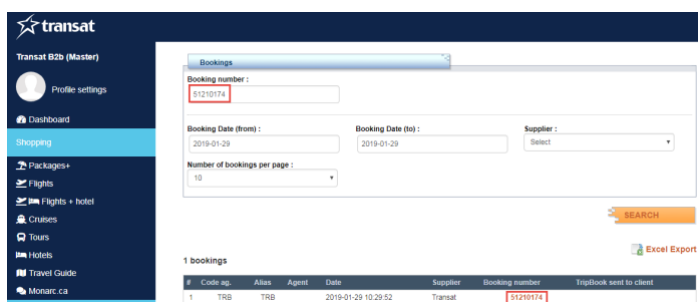 transat
Transat B2b (Master)
Profile settings
Dashboard
Shopping
Packages+
Flights
Flights + hotel
Cruises
Tours
Hotels
Travel Guide
Monarc.ca
Bookings
Booking number :
51210174
Booking Date (from) : Booking Date (to) : Supplier :
2019-01-29 2019-01-29 Select
Number of bookings per page :
10
SEARCH
Excel Export
1 bookings
# Code ag. Alias Agent Date Supplier Booking number TripBook sent to client
1 TRB TRB 2019-01-29 10:29:52 Transat 51210174